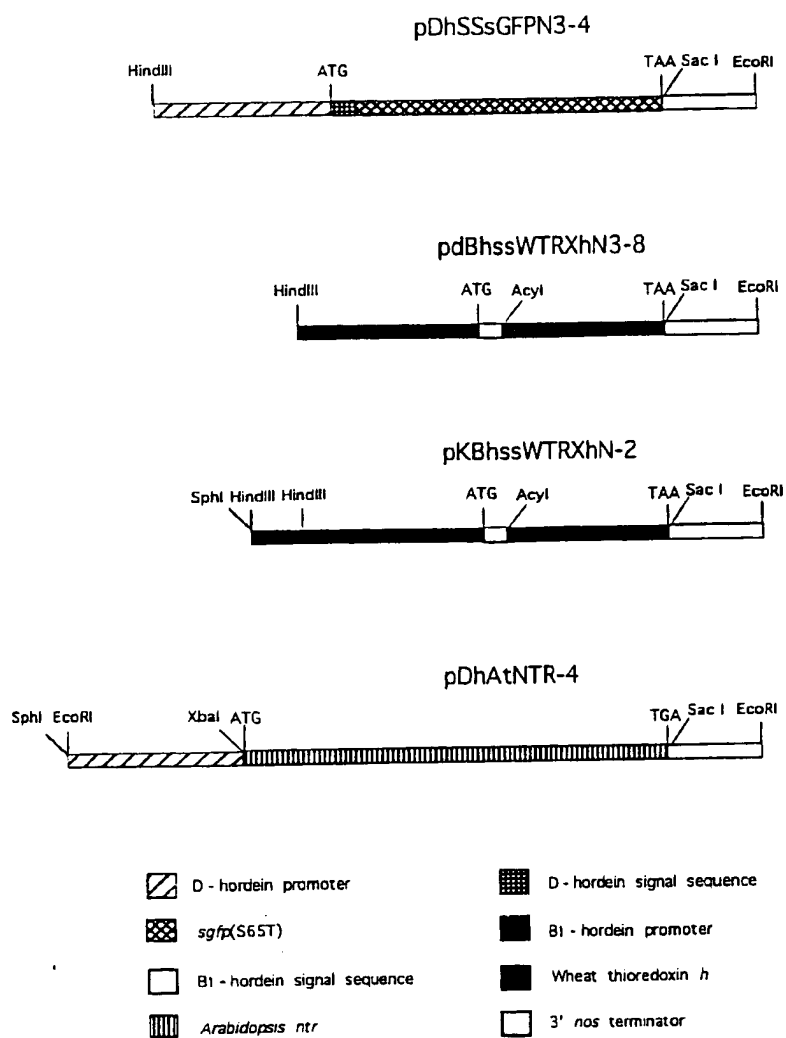 pDhSSsGFPN3-4
HindIII ATG TAA Sac I EcoRI
pdBhssWTRXhN3-8
HindIII ATG AcyI TAA Sac I EcoRI
pKBhssWTRXhN-2
SphI HindIII HindIII ATG AcyI TAA Sac I EcoRI
pDhAtNTR-4
SphI EcoRI XbaI ATG TGA Sac I EcoRI
D-hordein promoter
D-hordein signal sequence
sgfp(S65T)
B1-hordein promoter
B1-hordein signal sequence
Wheat thioredoxin h
Arabidopsis ntr
3' nos terminator